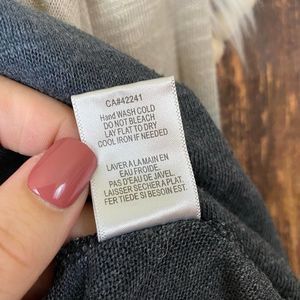 CA#42241
Hand WASH COLD
DO NOT BLEACH
LAY FLAT TO DRY
COOL IRON IF NEEDED
LAVER A LA MAIN EN
EAU FROIDE.
PAS D'EAU DE JAVEL.
LAISSER SECHER A PLAT.
FER TIEDE SI BESOIN EST.